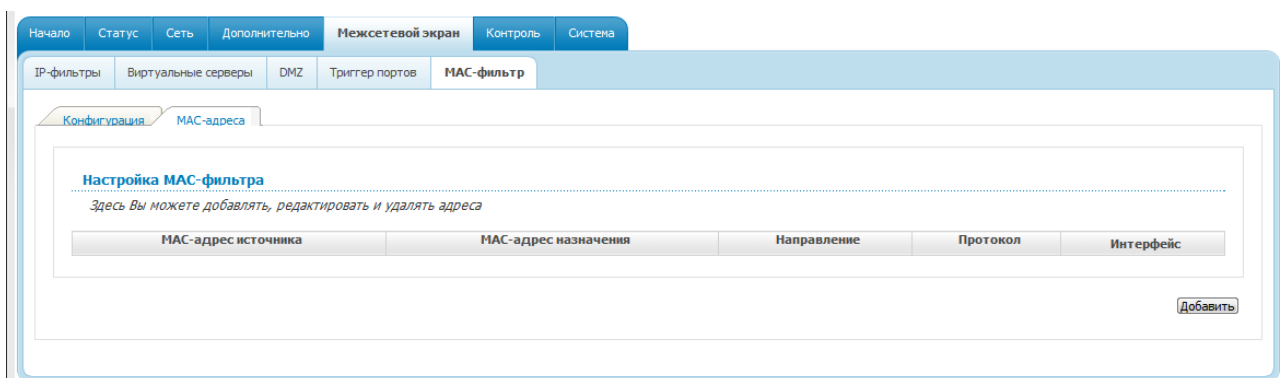 Начало Статус Сеть Дополнительно Межсетевой экран Контроль Система
IP-фильтры Виртуальные серверы DMZ Триггер портов MAC-фильтр
Конфигурация MAC-адреса
Настройка MAC-фильтра
Здесь Вы можете добавлять, редактировать и удалять адреса
MAC-адрес источника MAC-адрес назначения Направление Протокол Интерфейс
Добавить